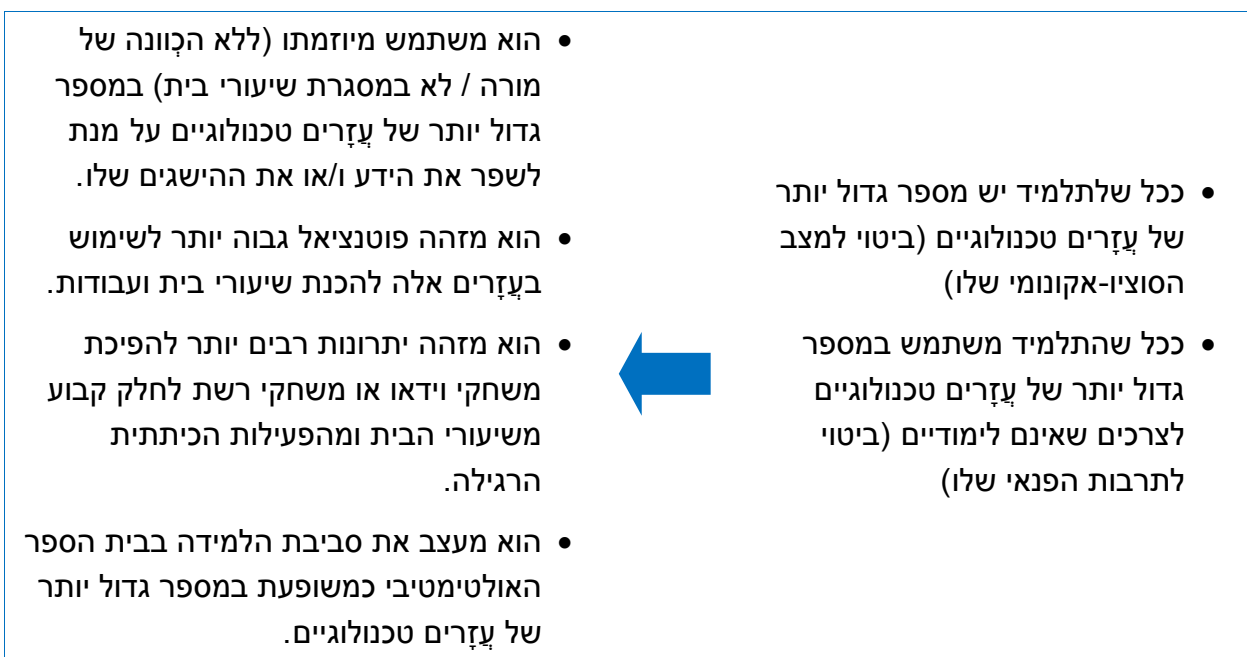 • ככל שלתלמיד יש מספר גדול יותר
של עֲזָרִים טכנולוגיים (ביטוי למצב
הסוציו-אקונומי שלו)
• ככל שהתלמיד משתמש במספר
גדול יותר של עֲזָרִים טכנולוגיים
לצרכים שאינם לימודיים (ביטוי
לתרבות הפנאי שלו)
• הוא משתמש מיוזמתו (ללא הכְוונה של
מורה / לא במסגרת שיעורי בית) במספר
גדול יותר של עֲזָרִים טכנולוגיים על מנת
לשפר את הידע ו/או את ההישגים שלו.
• הוא מזהה פוטנציאל גבוה יותר לשימוש
בעֲזָרִים אלה להכנת שיעורי בית ועבודות.
• הוא מזהה יתרונות רבים יותר להפיכת
משחקי וידאו או משחקי רשת לחלק קבוע
משיעורי הבית ומהפעילות הכיתתית
הרגילה.
• הוא מעצב את סביבת הלמידה בבית הספר
האולטימטיבי כמשופעת במספר גדול יותר
של עֲזָרִים טכנולוגיים.